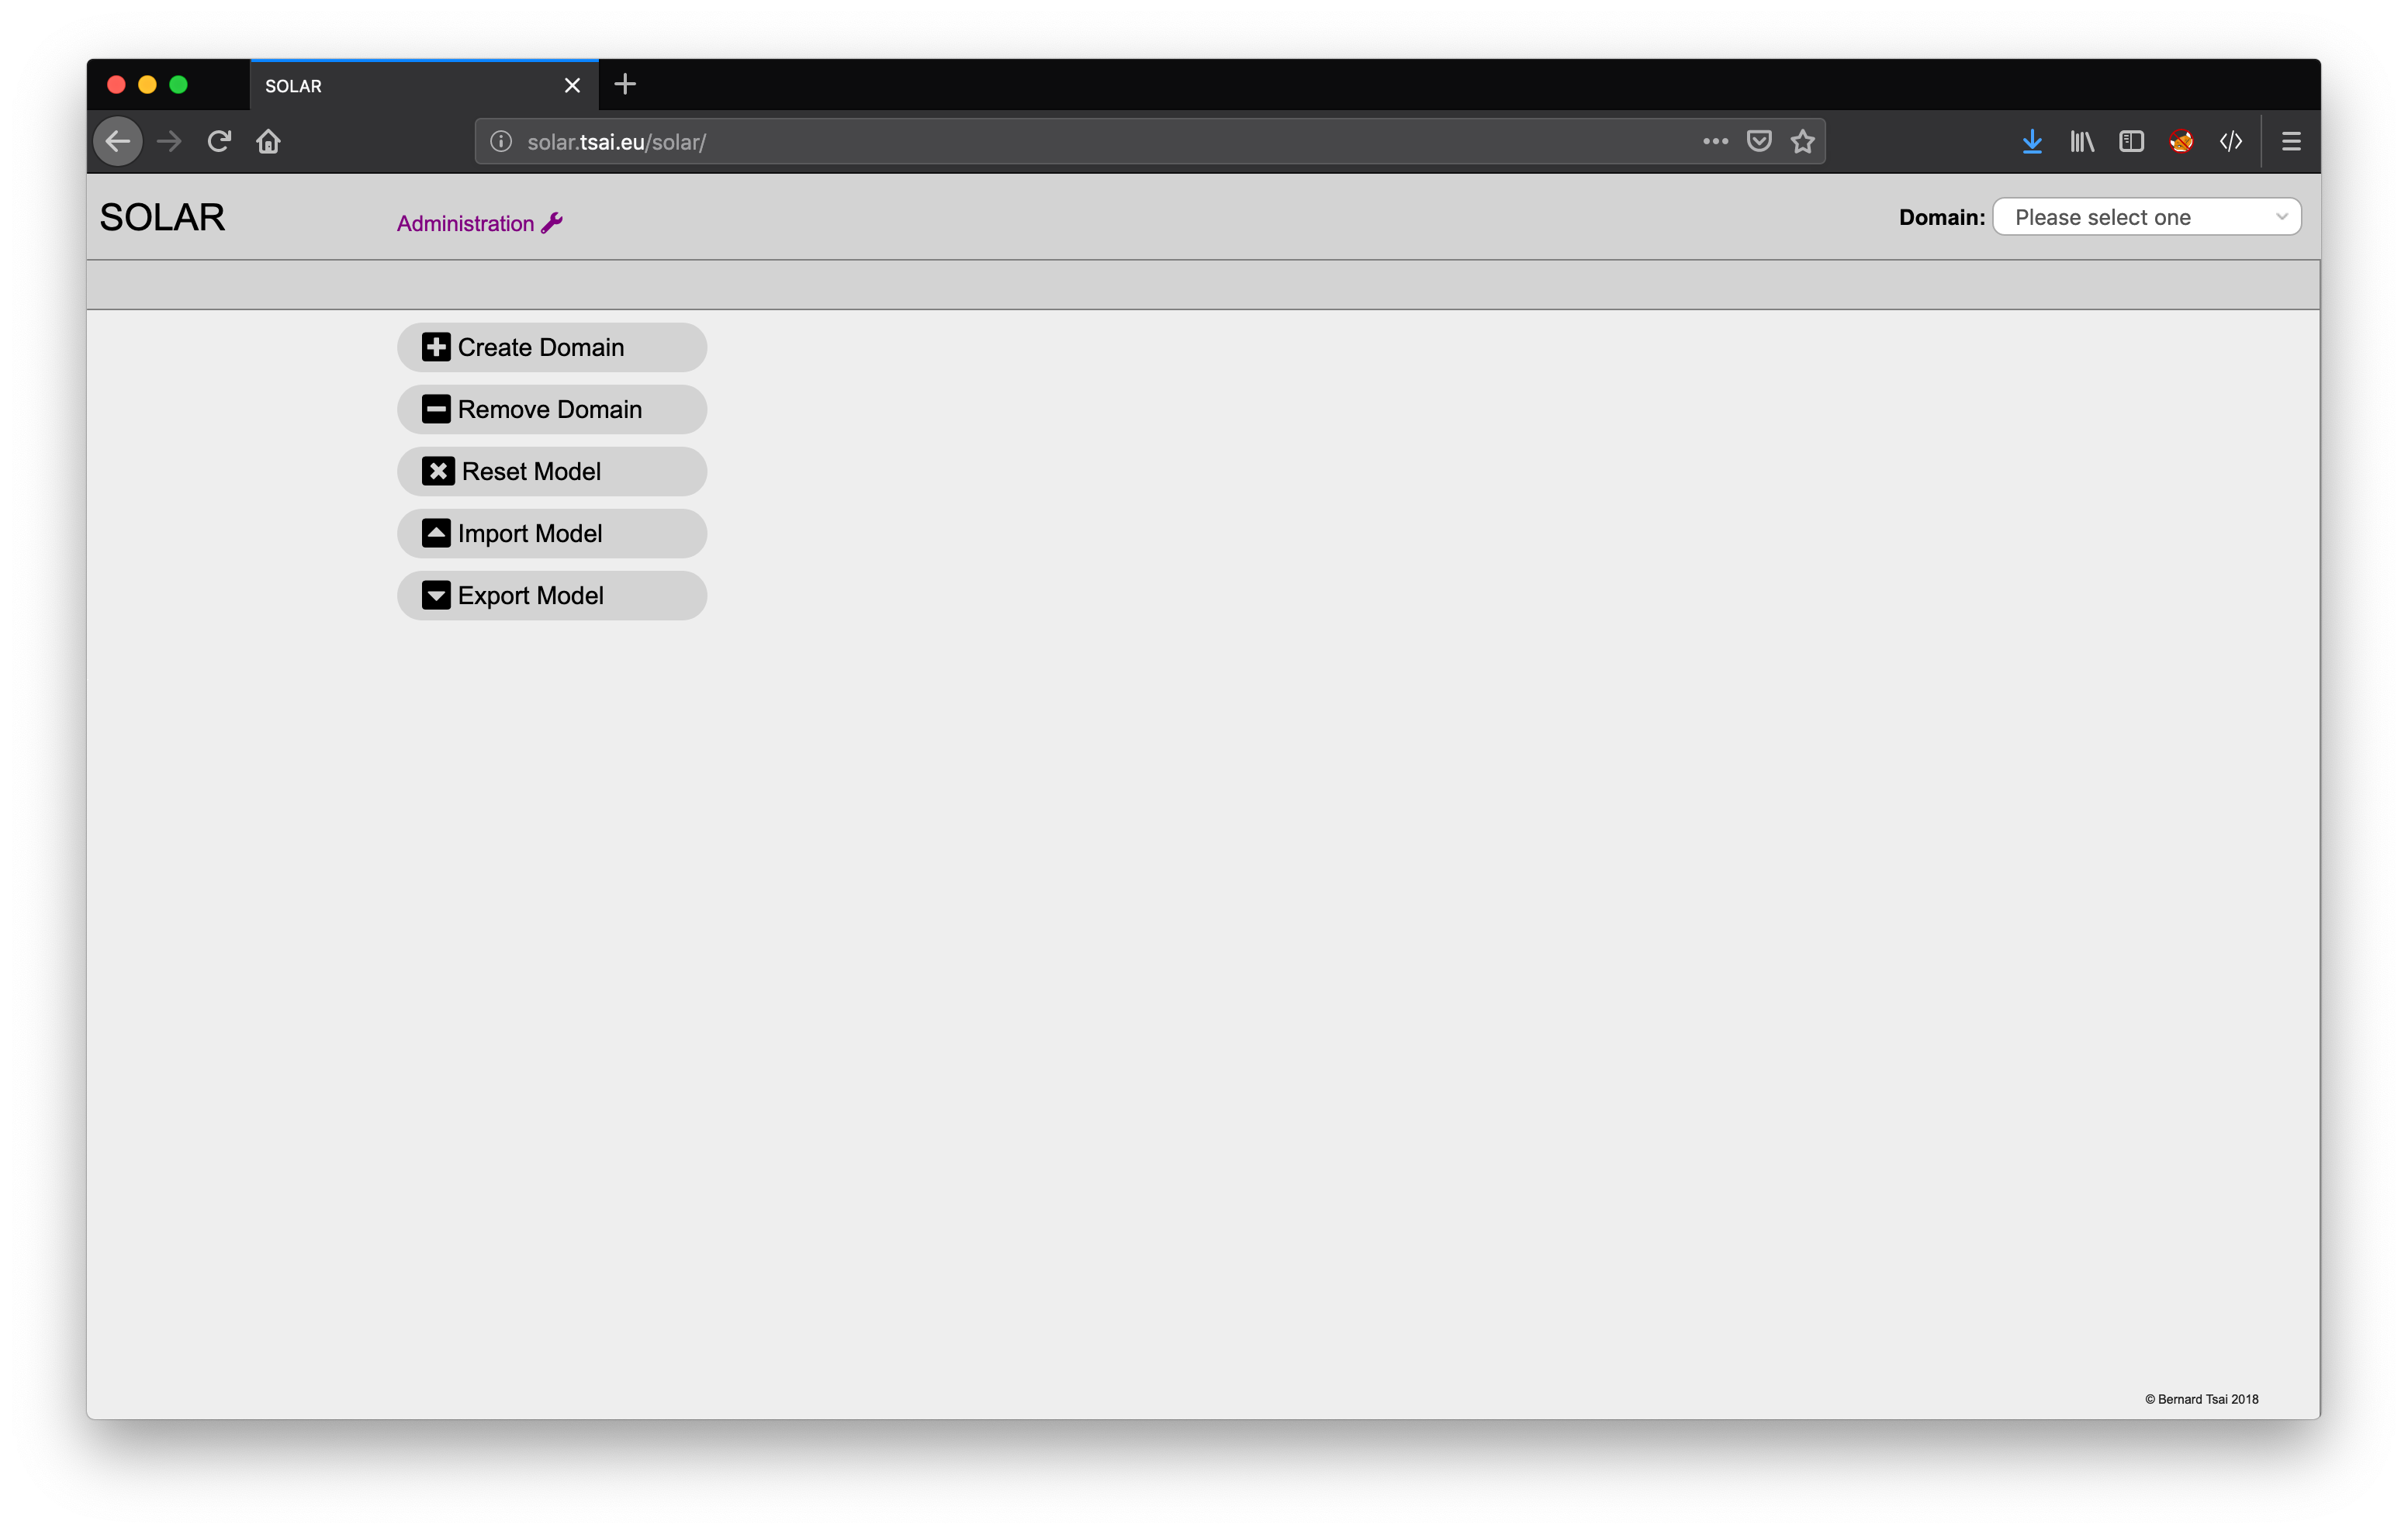 SOLAR
solar.tsai.eu/solar/
SOLAR
Administration
Domain: Please select one
Create Domain
Remove Domain
Reset Model
Import Model
Export Model
© Bernard Tsai 2018